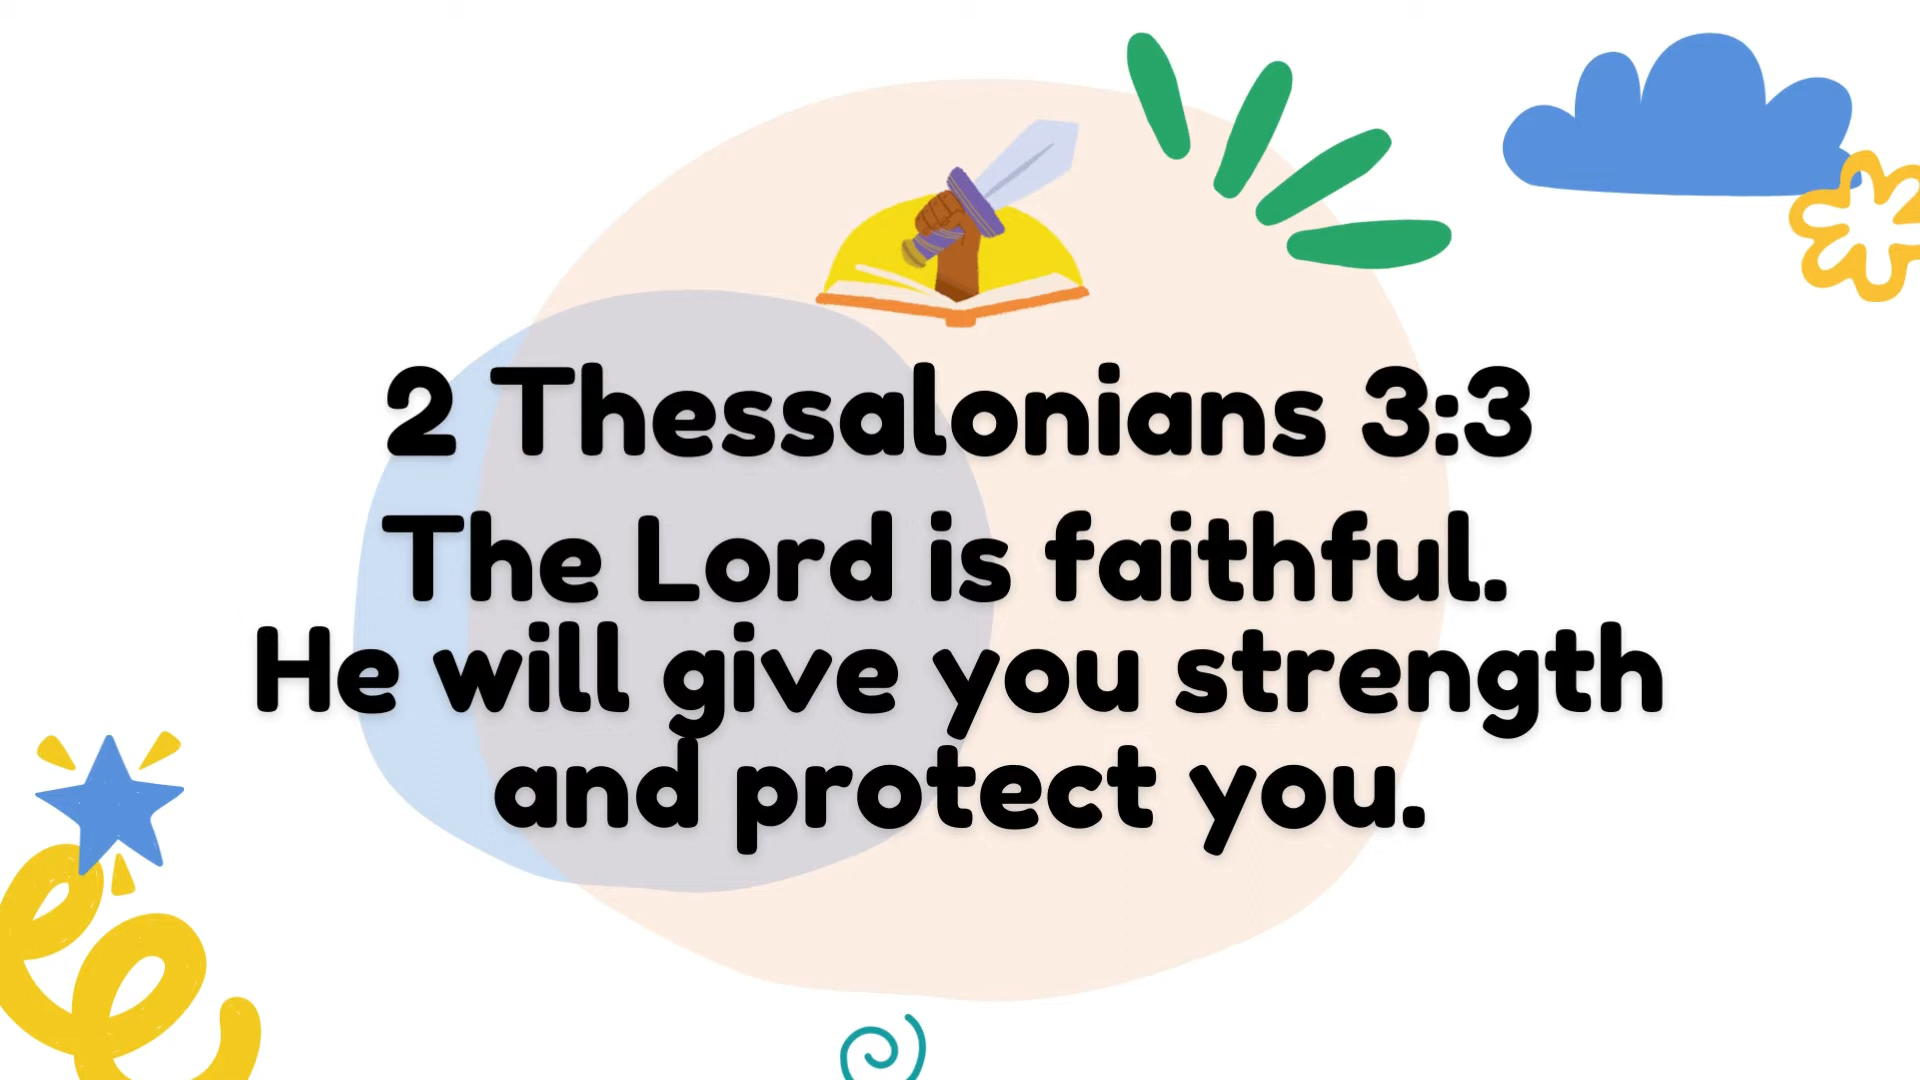 2 Thessalonians 3:3
The Lord is faithful.
He will give you strength
and protect you.